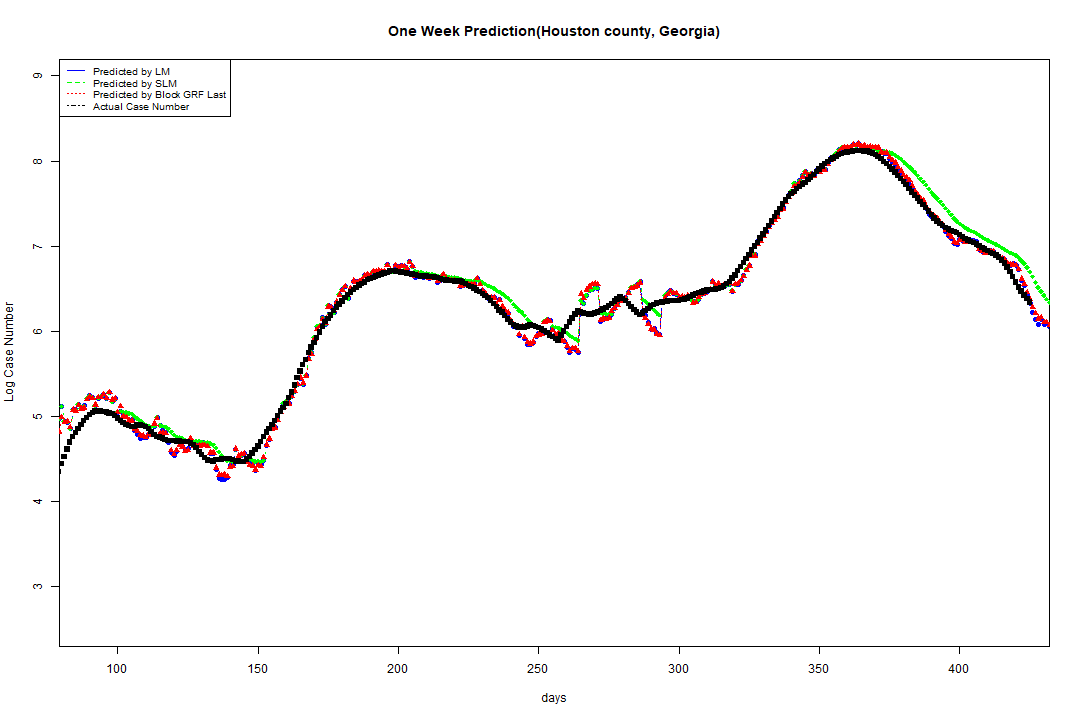 One Week Prediction(Houston county, Georgia)
Predicted by LM
Predicted by SLM
Predicted by Block GRF Last
Actual Case Number
9
8
7
6
5
4
3
Log Case Number
100 150 200 250 300 350 400
days